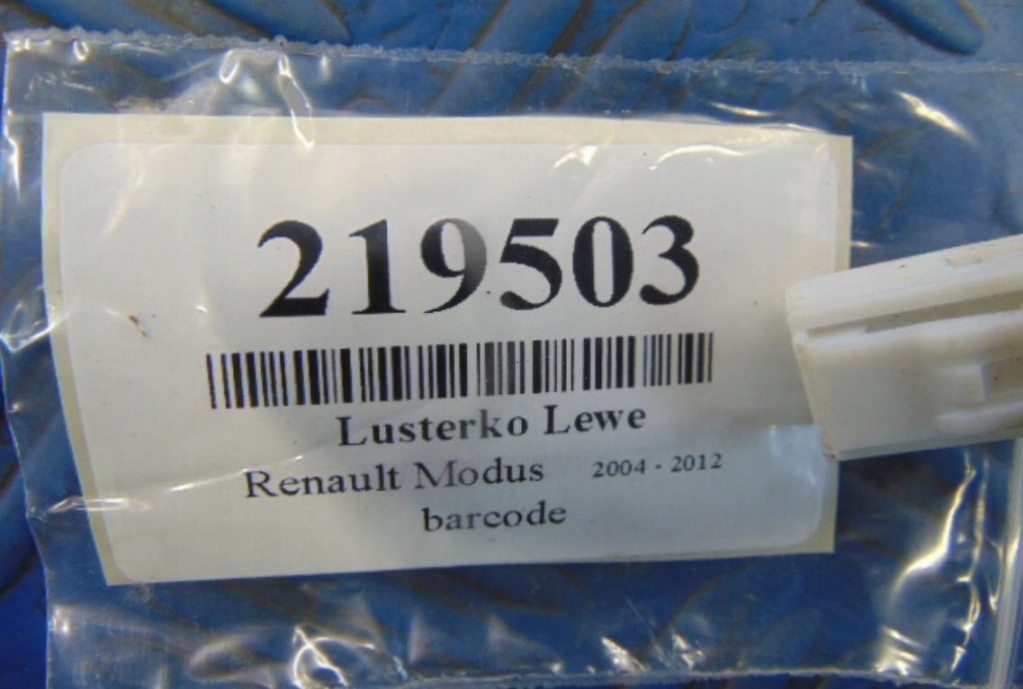 219503
Lusterko Lewe
Renault Modus 2004 - 2012
barcode